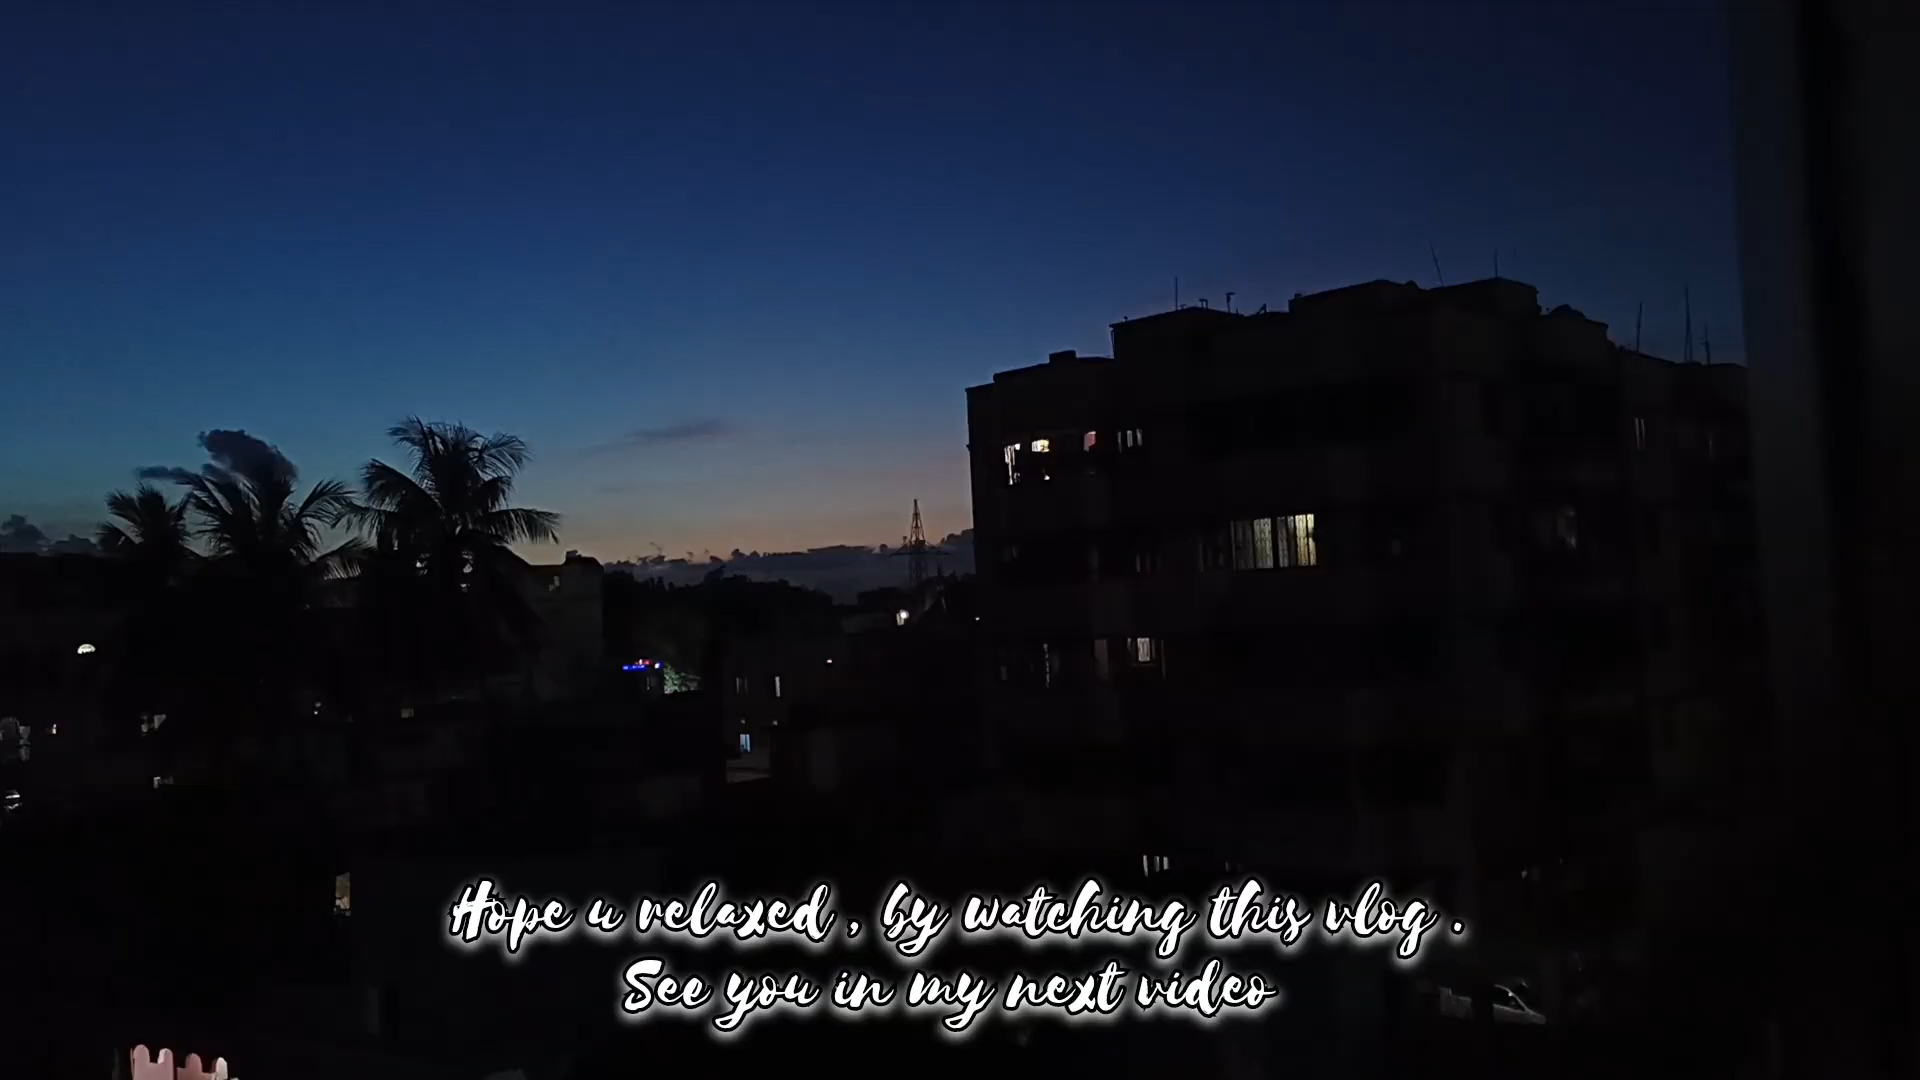 Hope u relaxed , by watching this vlog .
See you in my next video